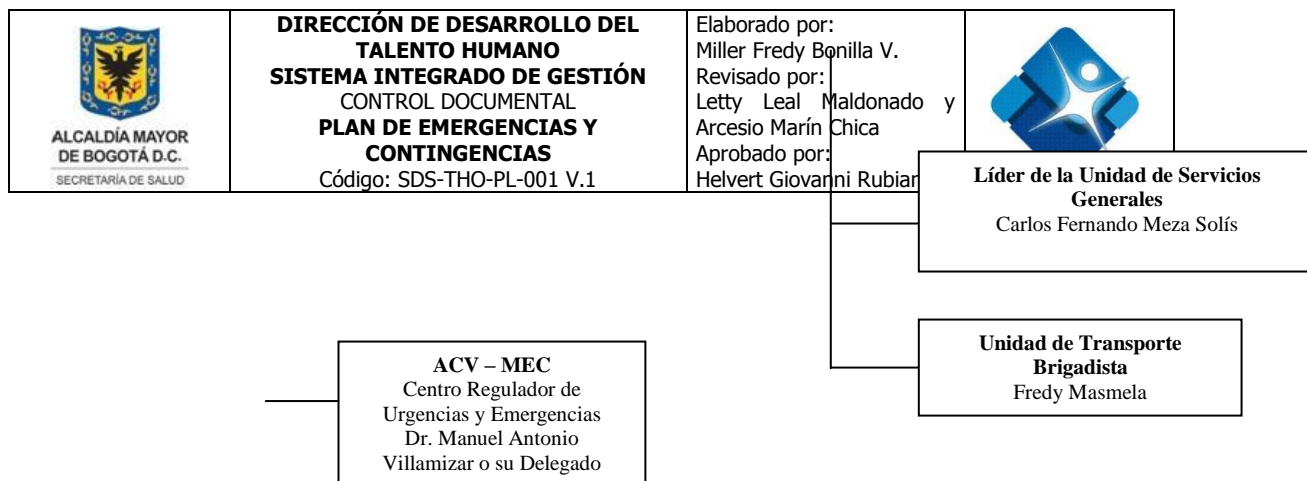 ALCALDÍA MAYOR
DE BOGOTÁ D.C.
SECRETARÍA DE SALUD
DIRECCIÓN DE DESARROLLO DEL
TALENTO HUMANO
SISTEMA INTEGRADO DE GESTIÓN
CONTROL DOCUMENTAL
PLAN DE EMERGENCIAS Y
CONTINGENCIAS
Código: SDS-THO-PL-001 V.1
Elaborado por:
Miller Fredy Bonilla V.
Revisado por:
Letty Leal Maldonado y
Arcesio Marín Chica
Aprobado por:
Helvert Giovanni
Líder de la Unidad de Servicios
Generales
Carlos Fernando Meza Solís
Unidad de Transporte
Brigadista
Fredy Masmela
ACV – MEC
Centro Regulador de
Urgencias y Emergencias
Dr. Manuel Antonio
Villamizar o su Delegado